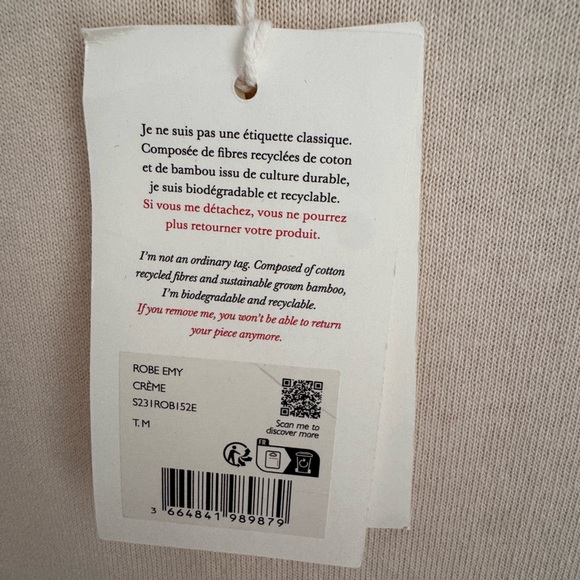 Je ne suis pas une étiquette classique.
Composée de fibres recyclées de coton
et de bambou issu de culture durable,
je suis biodégradable et recyclable.
Si vous me détachez, vous ne pourrez
plus retourner votre produit.
I'm not an ordinary tag. Composed of cotton
recycled fibres and sustainable grown bamboo,
I'm biodegradable and recyclable.
If you remove me, you won't be able to return
your piece anymore.
ROBE EMY
CRÈME
S231ROB152E
T. M
Scan me to
discover more
FR
3 664841 989879